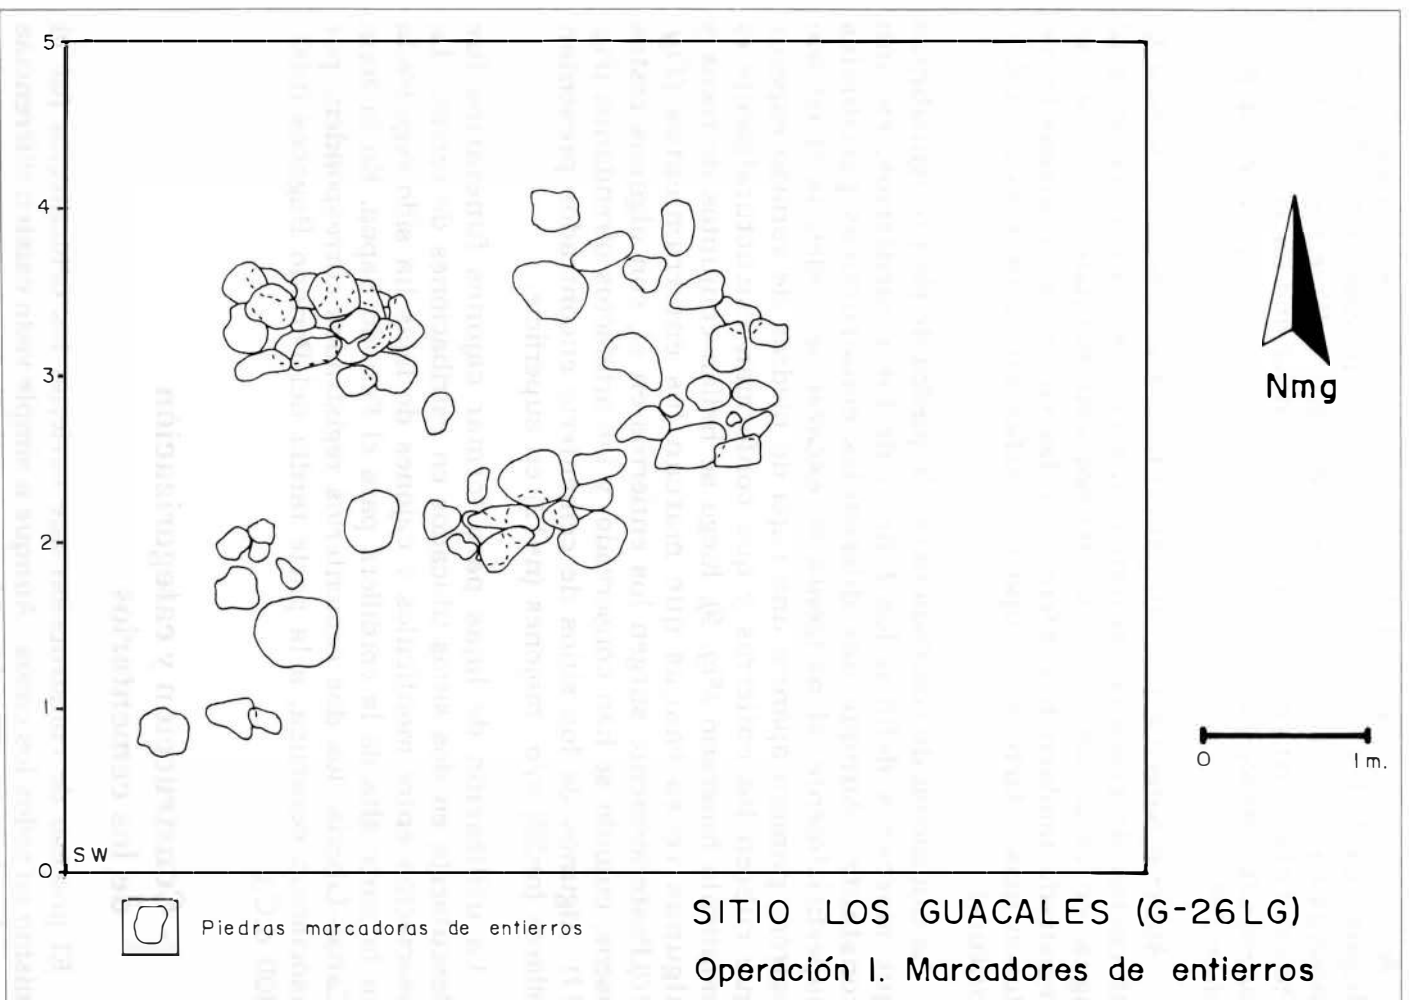 5
4
3
2
1
0
SW
Nmg
0 1m.
Piedras marcadoras de entierros
SITIO LOS GUACALES (G-26LG)
Operación I. Marcadores de entierros